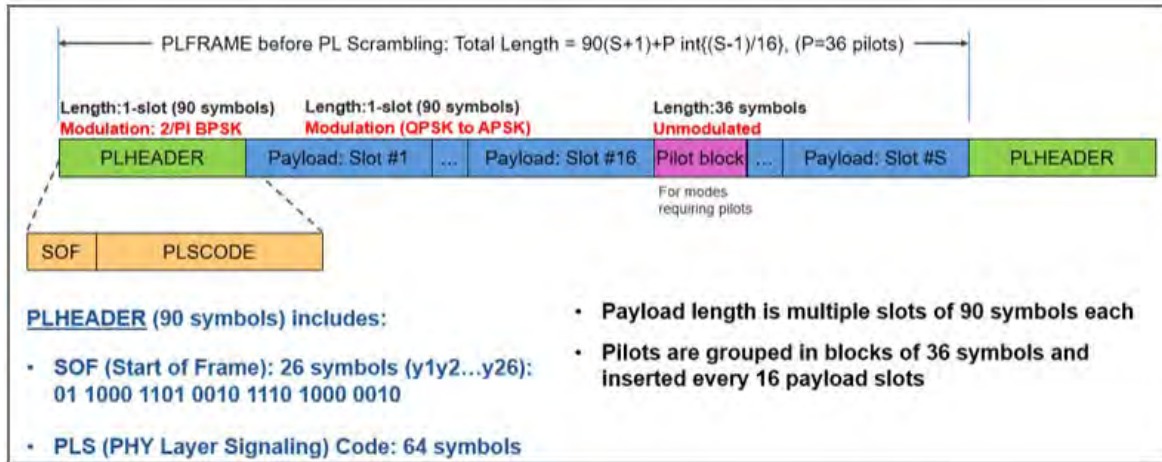 PLFRAME before PL Scrambling: Total Length = 90(S+1)+P int{(S-1)/16}, (P=36 pilots)
Length:1-slot (90 symbols)
Modulation: 2/PI BPSK
Length:1-slot (90 symbols)
Modulation (QPSK to APSK)
Length:36 symbols
Unmodulated
PLHEADER
Payload: Slot #1
...
Payload: Slot #16
Pilot block
...
Payload: Slot #S
PLHEADER
For modes
requiring pilots
SOF
PLSCODE
PLHEADER (90 symbols) includes:
• SOF (Start of Frame): 26 symbols (y1y2...y26):
01 1000 1101 0010 1110 1000 0010
• PLS (PHY Layer Signaling) Code: 64 symbols
• Payload length is multiple slots of 90 symbols each
• Pilots are grouped in blocks of 36 symbols and
inserted every 16 payload slots